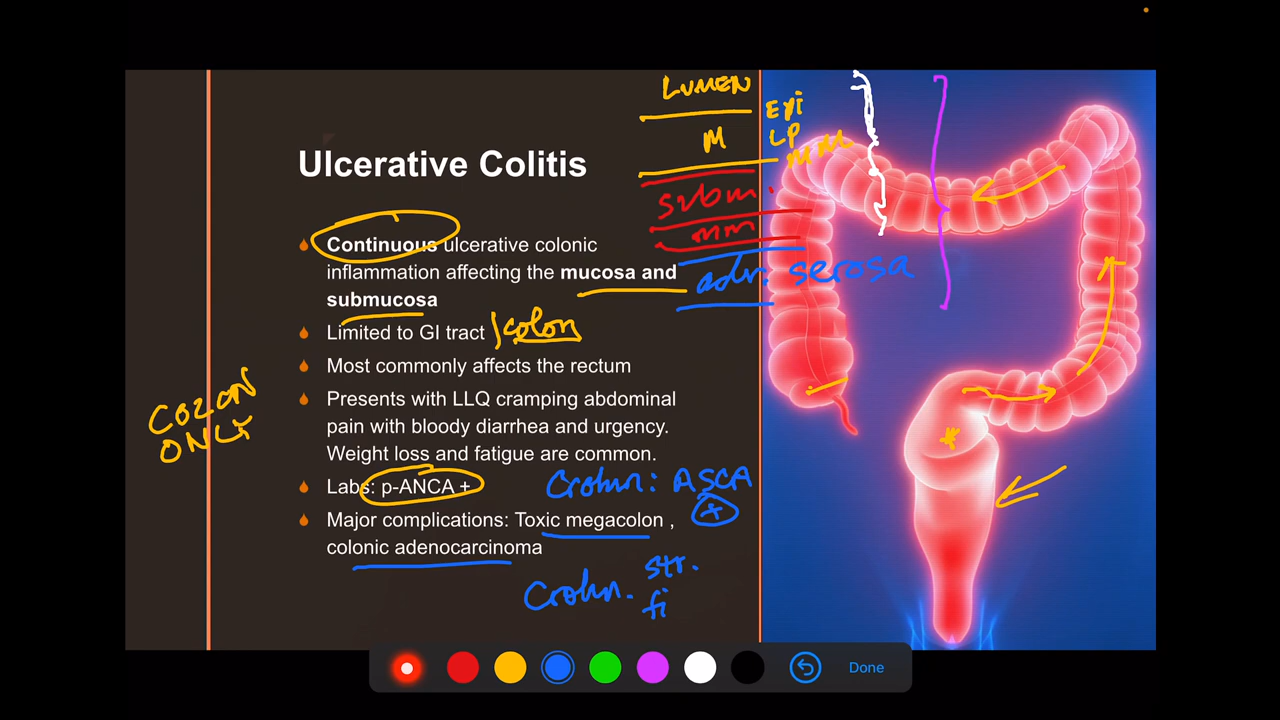 LUMEN
Epi
M
LP
MM
Ulcerative Colitis
subm.
mm
Continuous ulcerative colonic
inflammation affecting the mucosa and
submucosa
adv. serosa
Limited to GI tract / colon
Most commonly affects the rectum
Presents with LLQ cramping abdominal
pain with bloody diarrhea and urgency.
Weight loss and fatigue are common.
COLON
ONLY
Labs: p-ANCA +
Crohn: ASCA
+
Major complications: Toxic megacolon ,
colonic adenocarcinoma
Crohn. str.
fi
Done